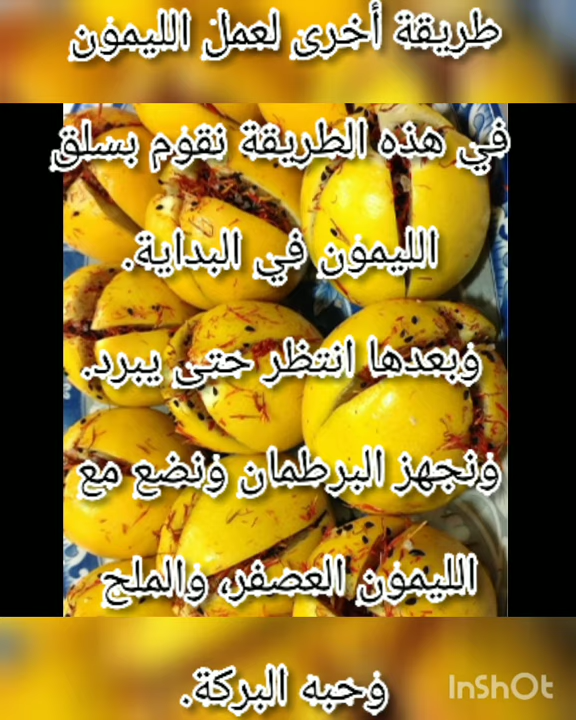 طريقة أخرى لعمل الليمون
في هذه الطريقة نقوم بسلق
الليمون في البداية.
وبعدها انتظر حتى يبرد.
ونجهز البرطمان ونضع مع
الليمون العصفر، والملح
وحبه البركة.
InShOt